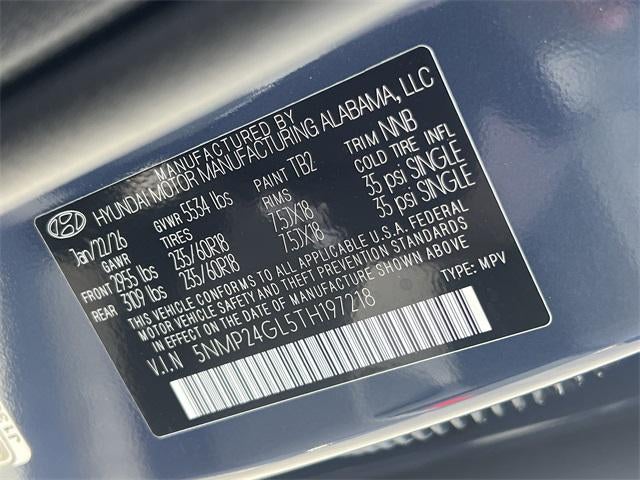 MANUFACTURED BY
HYUNDAI MOTOR MANUFACTURING ALABAMA, LLC
Jan/22/26 GVWR 5534 lbs PAINT TB2 TRIM NNB
GAWR TIRES RIMS COLD TIRE INFL
FRONT 2955 lbs 235/60R18 7.5JX18 35 psi SINGLE
REAR 3109 lbs 235/60R18 7.5JX18 35 psi SINGLE
THIS VEHICLE CONFORMS TO ALL APPLICABLE U.S.A. FEDERAL
MOTOR VEHICLE SAFETY AND THEFT PREVENTION STANDARDS
IN EFFECT ON THE DATE OF MANUFACTURE SHOWN ABOVE
V.I.N 5NMP24GL5TH197218 TYPE: MPV